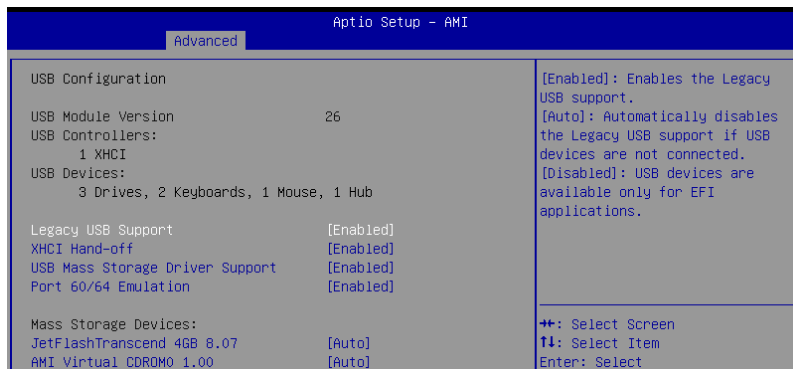 Aptio Setup – AMI
Advanced
USB Configuration
USB Module Version 26
USB Controllers:
1 XHCI
USB Devices:
3 Drives, 2 Keyboards, 1 Mouse, 1 Hub
Legacy USB Support [Enabled]
XHCI Hand-off [Enabled]
USB Mass Storage Driver Support [Enabled]
Port 60/64 Emulation [Enabled]
Mass Storage Devices:
JetFlashTranscend 4GB 8.07 [Auto]
AMI Virtual CDROM0 1.00 [Auto]
[Enabled]: Enables the Legacy
USB support.
[Auto]: Automatically disables
the Legacy USB support if USB
devices are not connected.
[Disabled]: USB devices are
available only for EFI
applications.
→←: Select Screen
↑↓: Select Item
Enter: Select